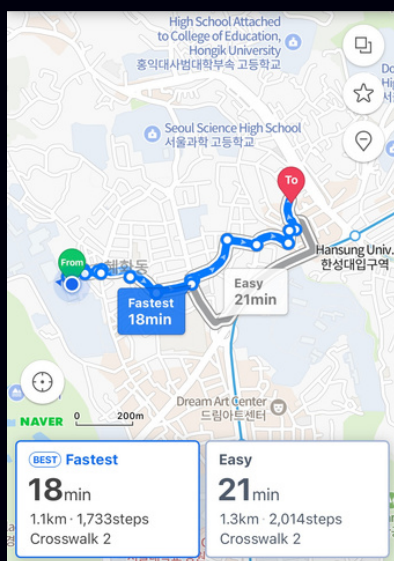 High School Attached
to College of Education,
Hongik University
홍익대사범대학부속 고등학교
Seoul Science High School
서울과학고등학교
To
From
혜화동
Hansung Univ.
한성대입구역
Easy
21min
Fastest
18min
Dream Art Center
드림아트센터
NAVER
0
200m
BEST Fastest
18min
1.1km · 1,733steps
Crosswalk 2
Easy
21min
1.3km · 2,014steps
Crosswalk 2